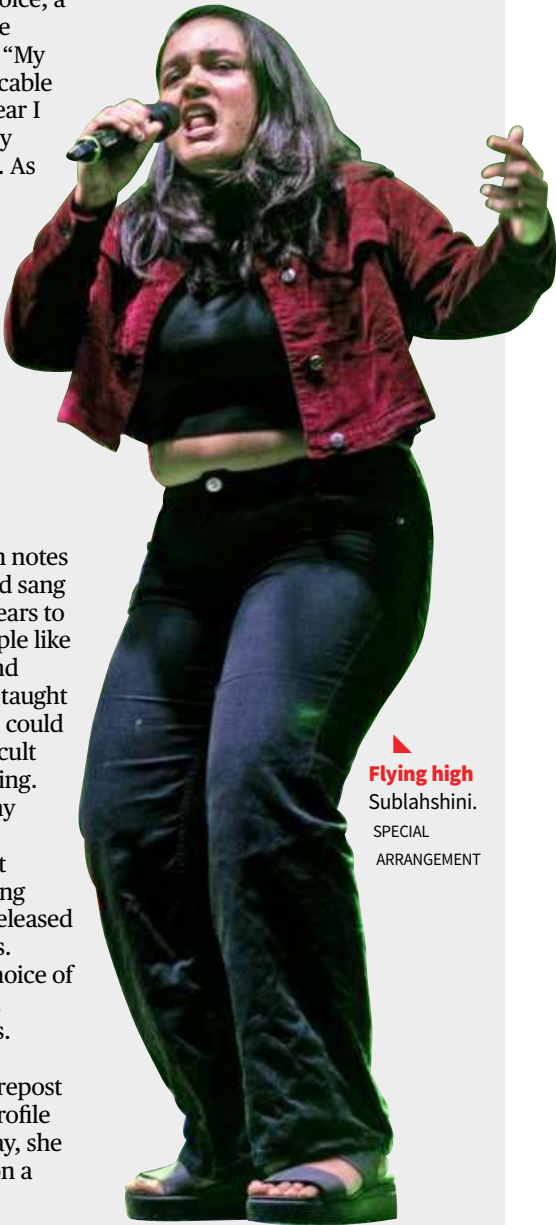 oice, a
e
“My
cable
ear I
y
. As
n notes
d sang
ears to
ple like
nd
taught
could
cult
ing.
y
t
ng
eleased
s.
hoice of
s.
repost
rofile
ay, she
n a
Flying high
Sublahshini.
SPECIAL
ARRANGEMENT